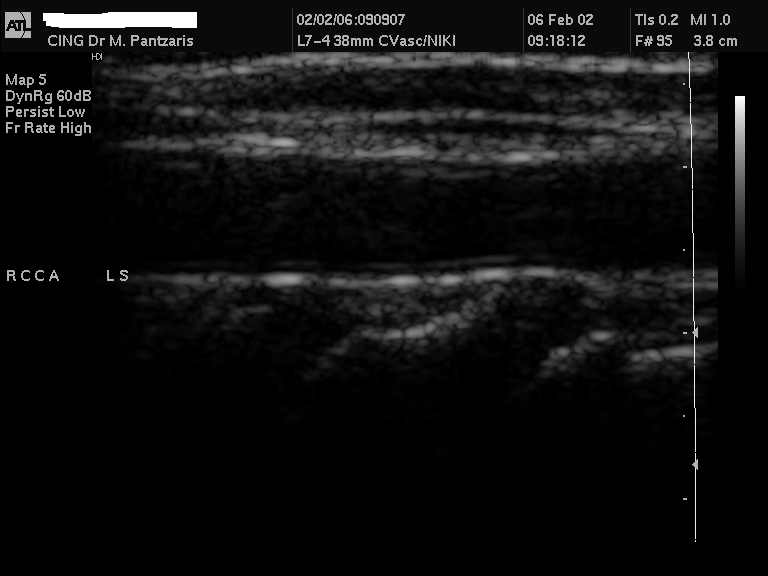 ATL
CING Dr M. Pantzaris
02/02/06:090907
L7-4 38mm CVasc/NIKI
06 Feb 02
09:18:12
TIs 0.2 MI 1.0
F# 95 3.8 cm
HDI
Map 5
DynRg 60dB
Persist Low
Fr Rate High
RCCA LS